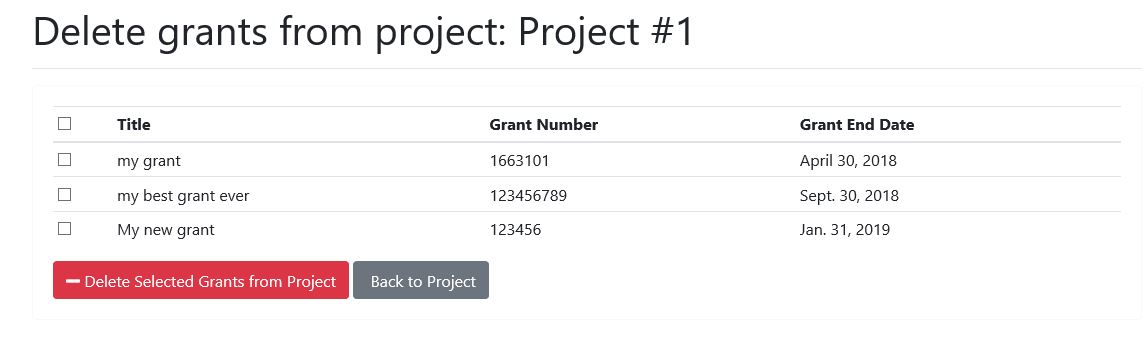 Delete grants from project: Project #1
Title Grant Number Grant End Date
my grant 1663101 April 30, 2018
my best grant ever 123456789 Sept. 30, 2018
My new grant 123456 Jan. 31, 2019
Delete Selected Grants from Project Back to Project